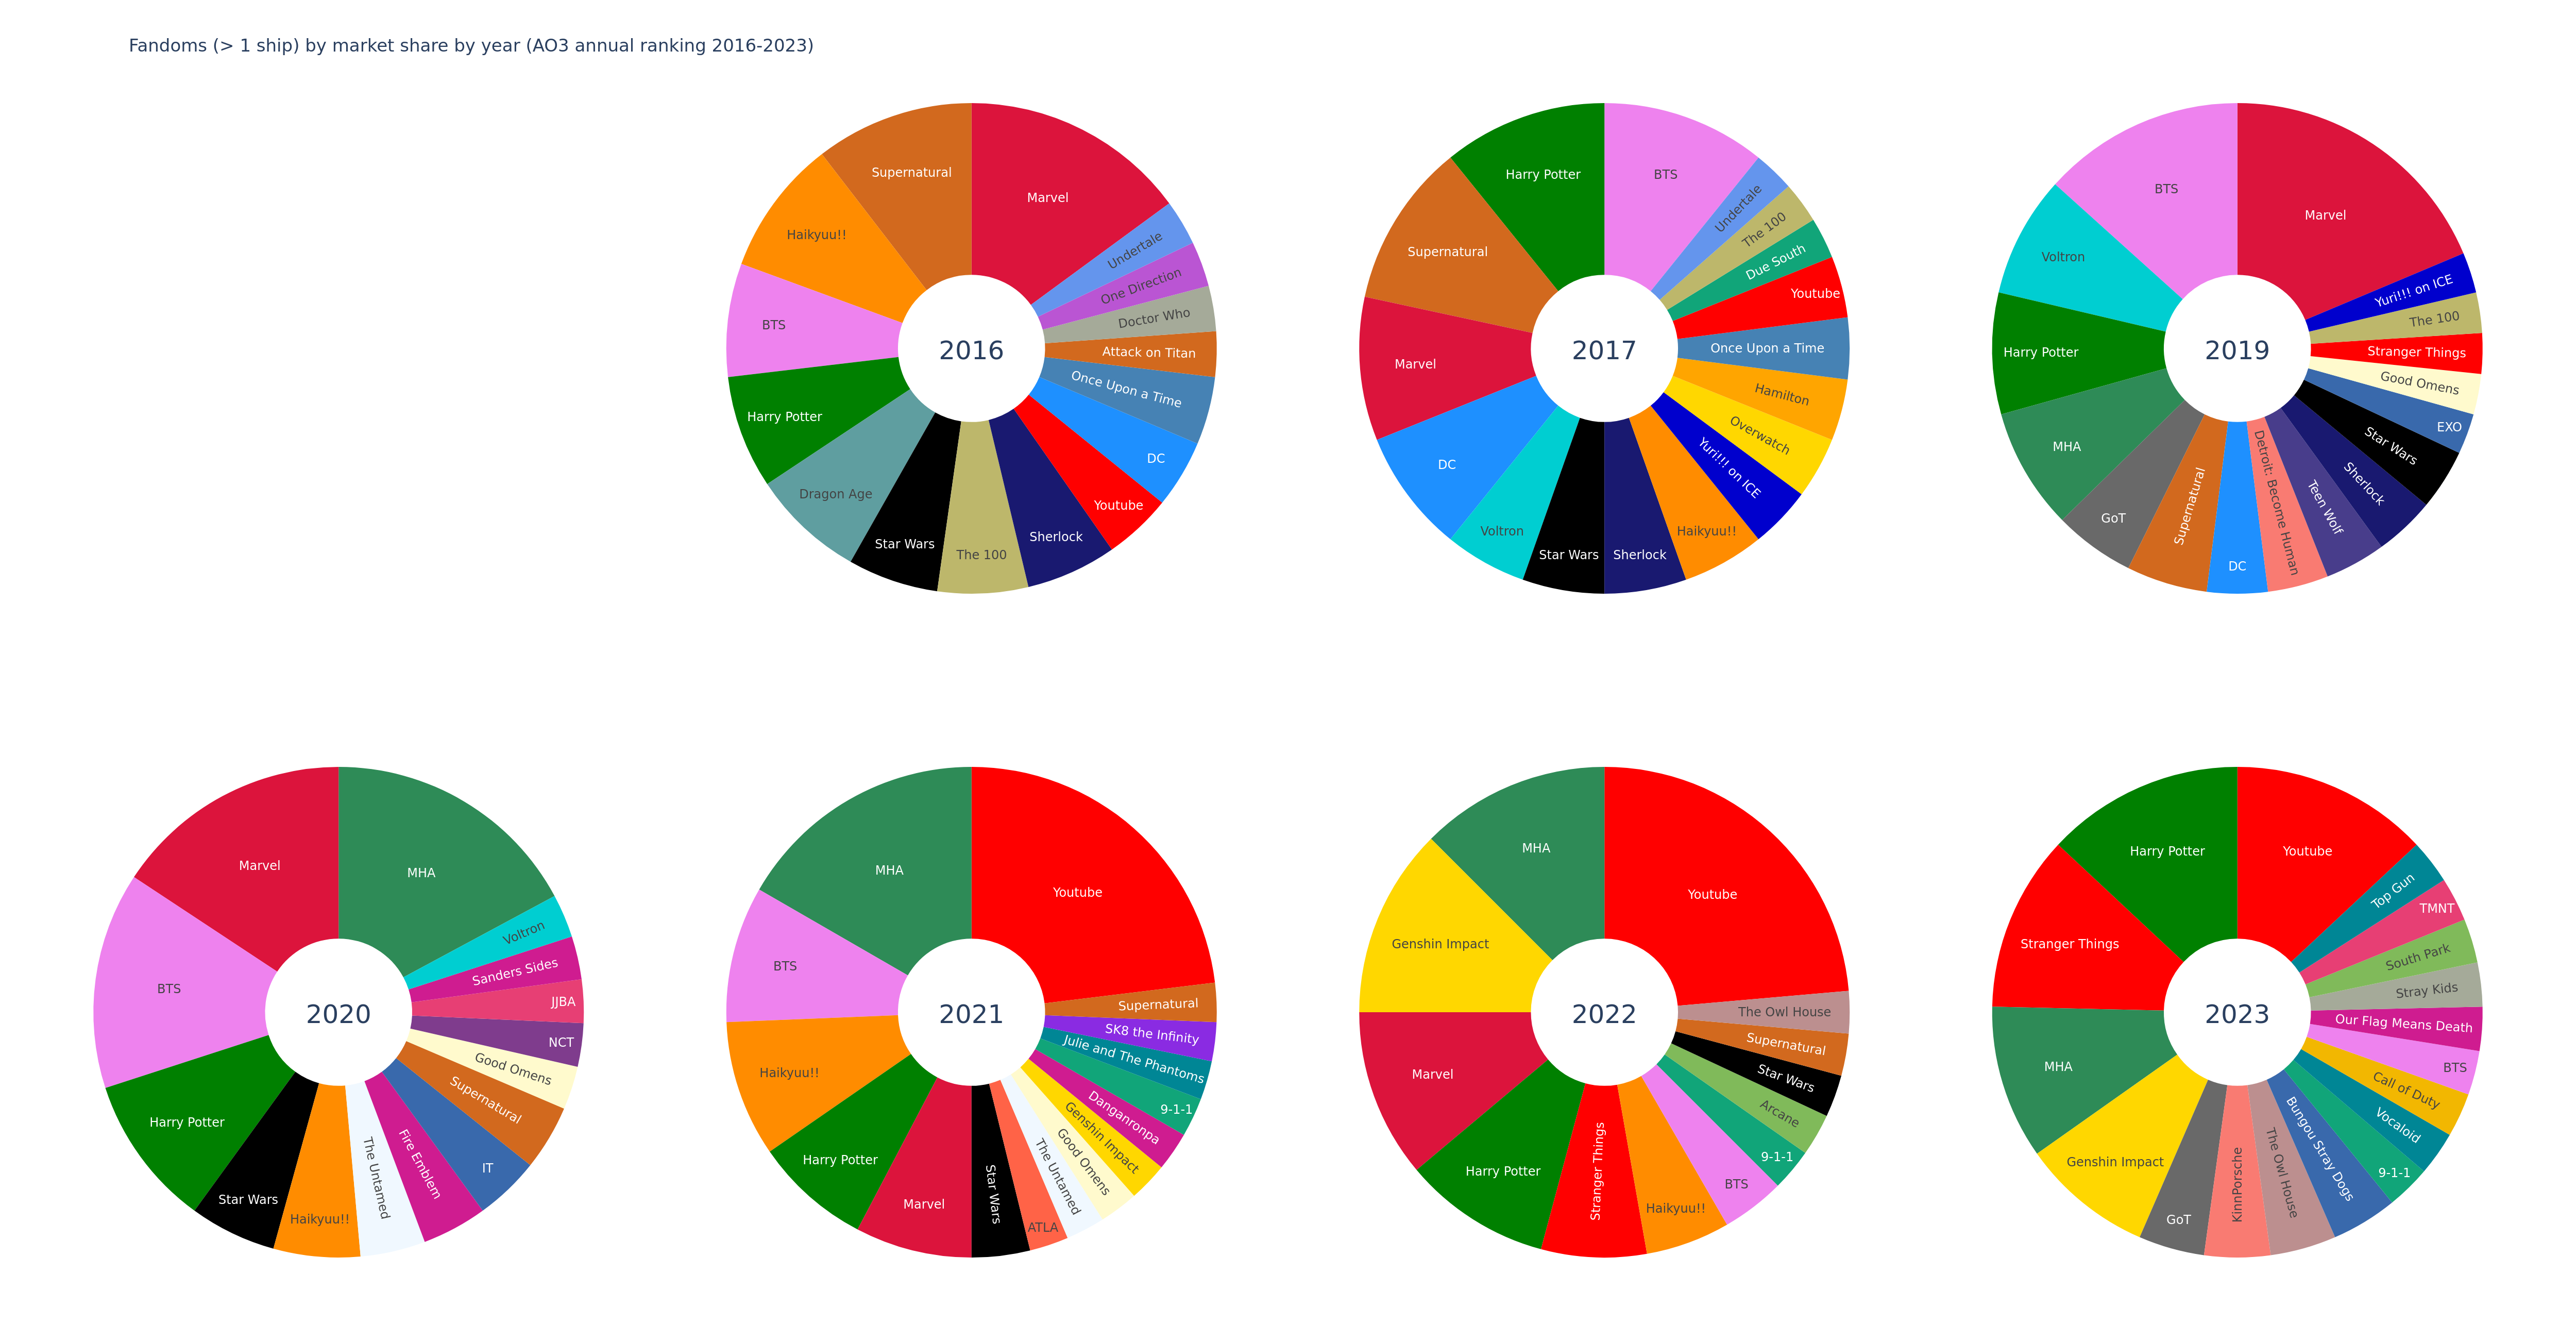 Fandoms (> 1 ship) by market share by year (AO3 annual ranking 2016-2023)
2016
Marvel
Undertale
One Direction
Doctor Who
Attack on Titan
Once Upon a Time
DC
Youtube
Sherlock
The 100
Star Wars
Dragon Age
Harry Potter
BTS
Haikyuu!!
Supernatural
2017
BTS
Undertale
The 100
Due South
Youtube
Once Upon a Time
Hamilton
Overwatch
Yuri!!! on ICE
Haikyuu!!
Sherlock
Star Wars
Voltron
DC
Marvel
Supernatural
Harry Potter
2019
Marvel
Yuri!!! on ICE
The 100
Stranger Things
Good Omens
EXO
Star Wars
Sherlock
Teen Wolf
Detroit: Become Human
DC
Supernatural
GoT
MHA
Harry Potter
Voltron
BTS
2020
MHA
Voltron
Sanders Sides
JJBA
NCT
Good Omens
Supernatural
IT
Fire Emblem
The Untamed
Haikyuu!!
Star Wars
Harry Potter
BTS
Marvel
2021
Youtube
Supernatural
SK8 the Infinity
Julie and The Phantoms
9-1-1
Danganronpa
Genshin Impact
Good Omens
The Untamed
ATLA
Star Wars
Marvel
Harry Potter
Haikyuu!!
BTS
MHA
2022
Youtube
The Owl House
Supernatural
Star Wars
Arcane
9-1-1
BTS
Haikyuu!!
Stranger Things
Harry Potter
Marvel
Genshin Impact
MHA
2023
Youtube
Top Gun
TMNT
South Park
Stray Kids
Our Flag Means Death
BTS
Call of Duty
Vocaloid
9-1-1
Bungou Stray Dogs
The Owl House
KinnPorsche
GoT
Genshin Impact
MHA
Stranger Things
Harry Potter